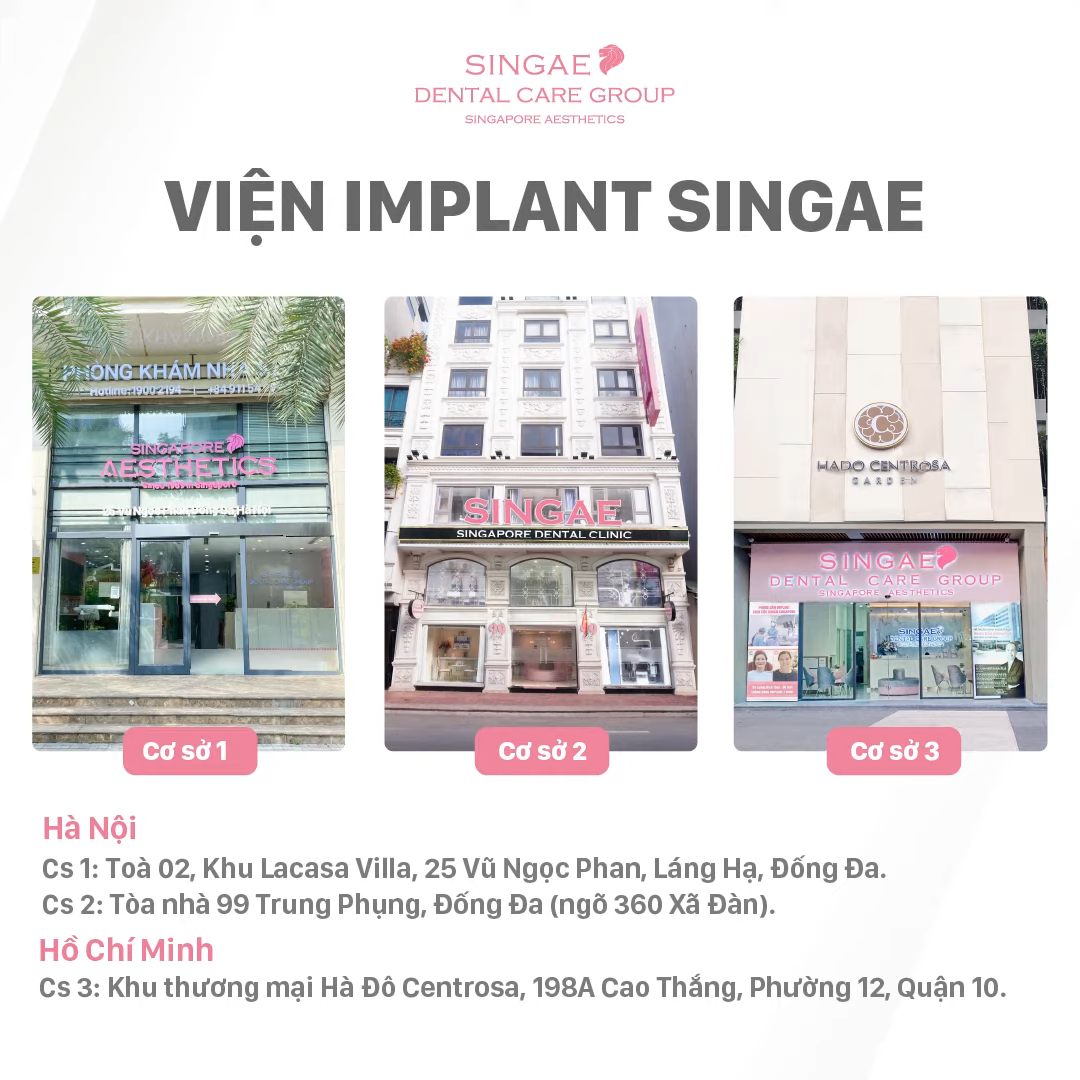 SINGAE
DENTAL CARE GROUP
SINGAPORE AESTHETICS
VIỆN IMPLANT SINGAE
PHÒNG KHÁM NHA
Hotline: 1900 2194
SINGAPORE
AESTHETICS
SINGAE
SINGAPORE DENTAL CLINIC
HADO CENTROSA
GARDEN
SINGAE
DENTAL CARE GROUP
SINGAPORE AESTHETICS
SINGAE
Cơ sở 1
Cơ sở 2
Cơ sở 3
Hà Nội
Cs 1: Toà 02, Khu Lacasa Villa, 25 Vũ Ngọc Phan, Láng Hạ, Đống Đa.
Cs 2: Tòa nhà 99 Trung Phụng, Đống Đa (ngõ 360 Xã Đàn).
Hồ Chí Minh
Cs 3: Khu thương mại Hà Đô Centrosa, 198A Cao Thắng, Phường 12, Quận 10.